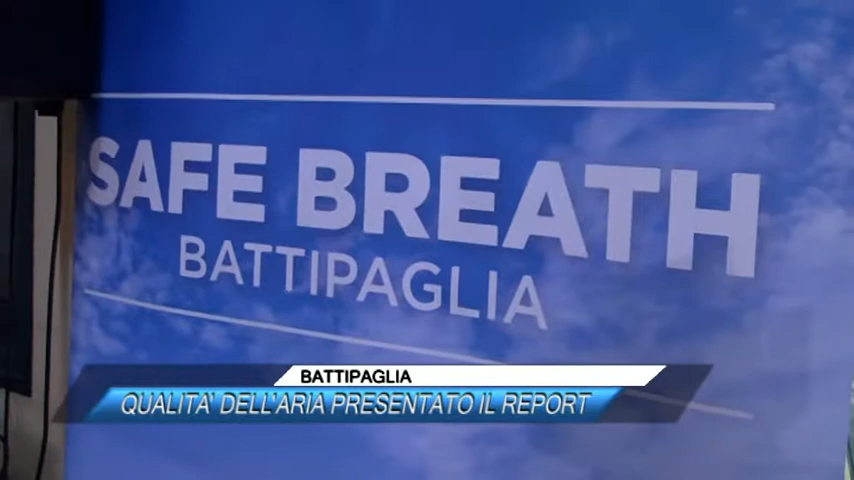 SAFE BREATH
BATTIPAGLIA
BATTIPAGLIA
QUALITA' DELL'ARIA PRESENTATO IL REPORT